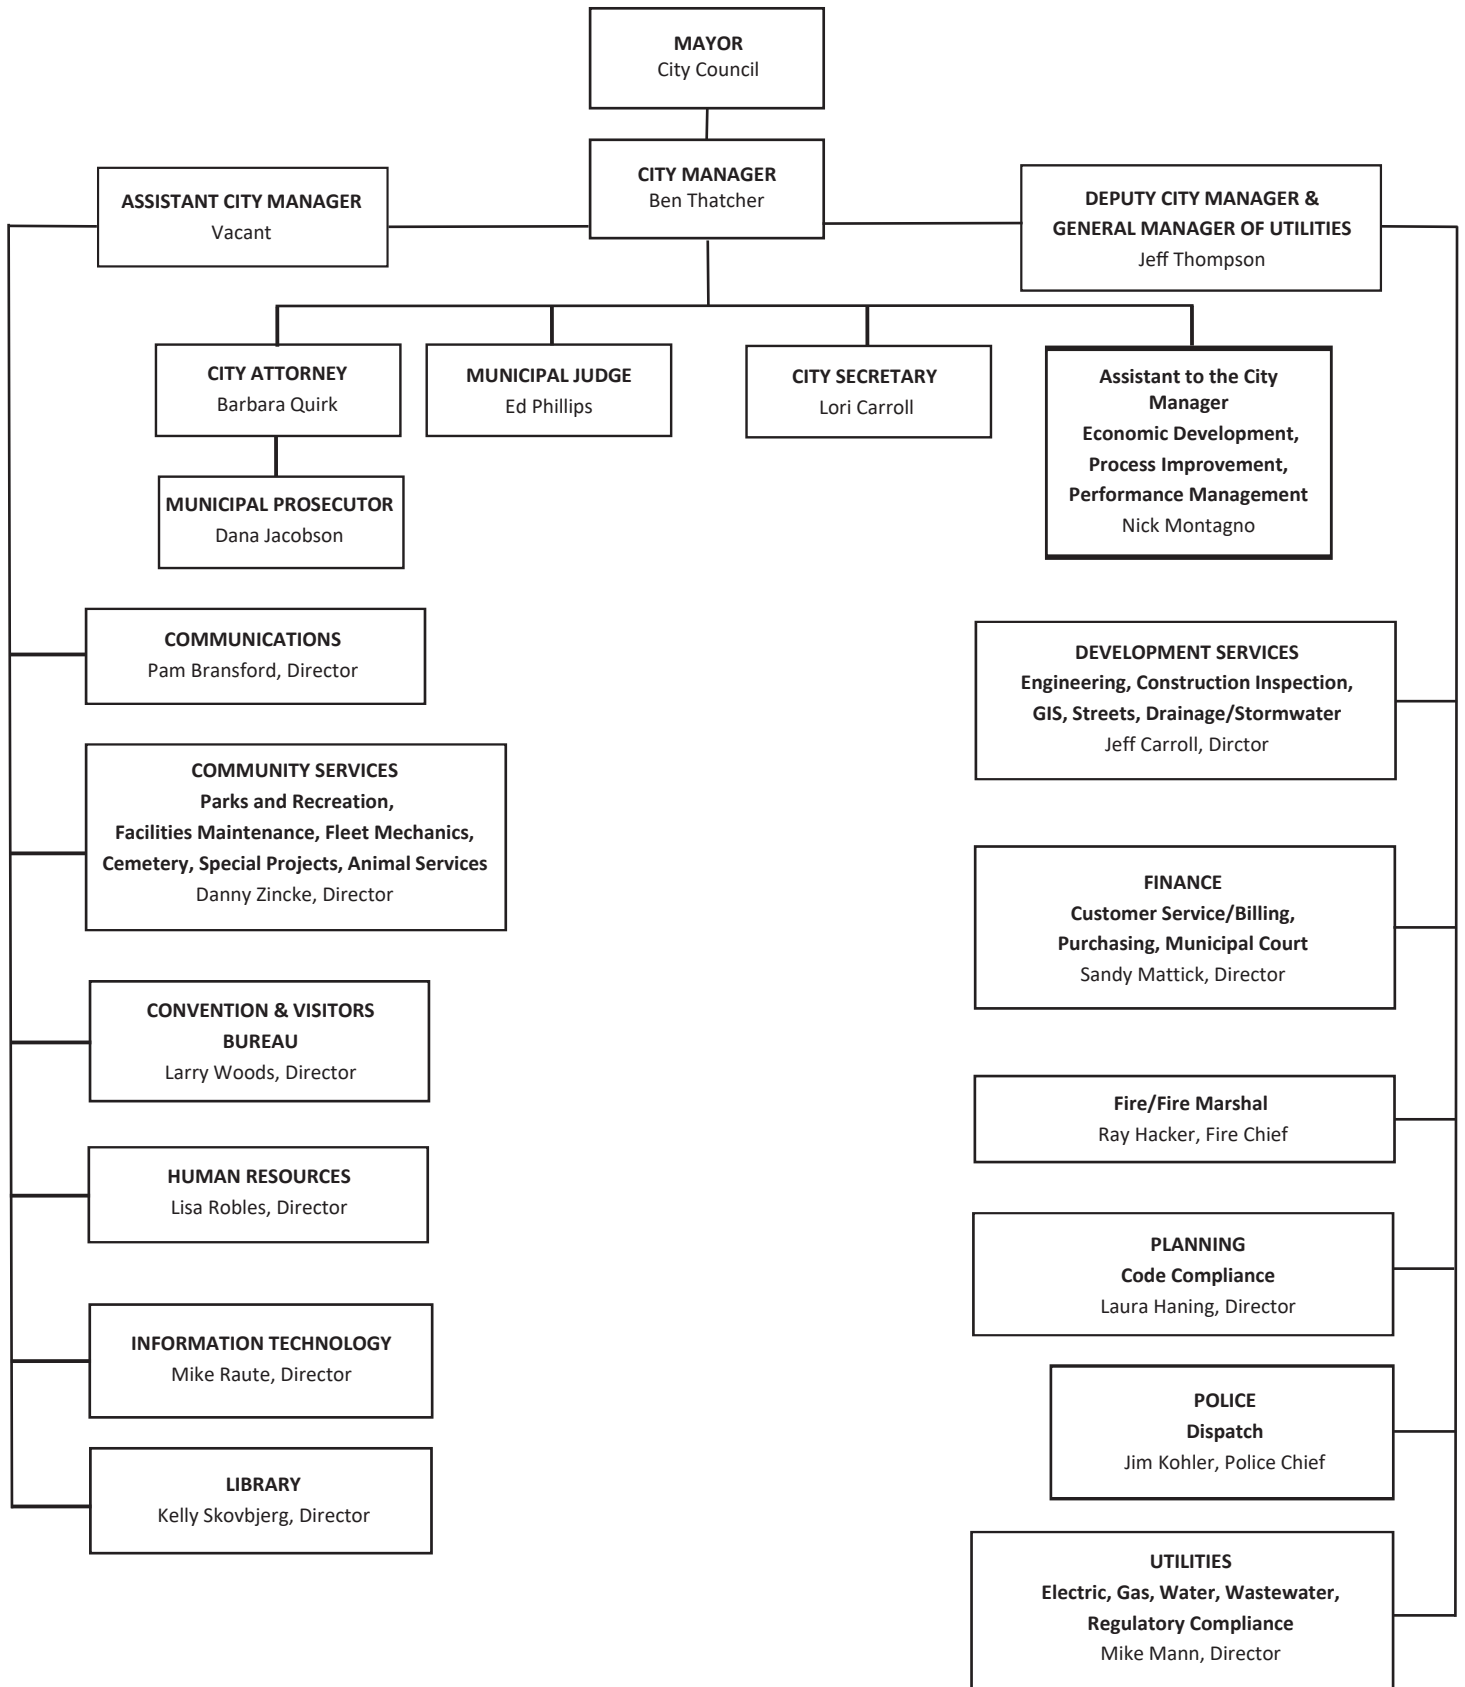 MAYOR
City Council
CITY MANAGER
Ben Thatcher
ASSISTANT CITY MANAGER
Vacant
DEPUTY CITY MANAGER &
GENERAL MANAGER OF UTILITIES
Jeff Thompson
CITY ATTORNEY
Barbara Quirk
MUNICIPAL JUDGE
Ed Phillips
CITY SECRETARY
Lori Carroll
Assistant to the City
Manager
Economic Development,
Process Improvement,
Performance Management
Nick Montagno
MUNICIPAL PROSECUTOR
Dana Jacobson
COMMUNICATIONS
Pam Bransford, Director
COMMUNITY SERVICES
Parks and Recreation,
Facilities Maintenance, Fleet Mechanics,
Cemetery, Special Projects, Animal Services
Danny Zincke, Director
CONVENTION & VISITORS
BUREAU
Larry Woods, Director
HUMAN RESOURCES
Lisa Robles, Director
INFORMATION TECHNOLOGY
Mike Raute, Director
LIBRARY
Kelly Skovbjerg, Director
DEVELOPMENT SERVICES
Engineering, Construction Inspection,
GIS, Streets, Drainage/Stormwater
Jeff Carroll, Dirctor
FINANCE
Customer Service/Billing,
Purchasing, Municipal Court
Sandy Mattick, Director
Fire/Fire Marshal
Ray Hacker, Fire Chief
PLANNING
Code Compliance
Laura Haning, Director
POLICE
Dispatch
Jim Kohler, Police Chief
UTILITIES
Electric, Gas, Water, Wastewater,
Regulatory Compliance
Mike Mann, Director